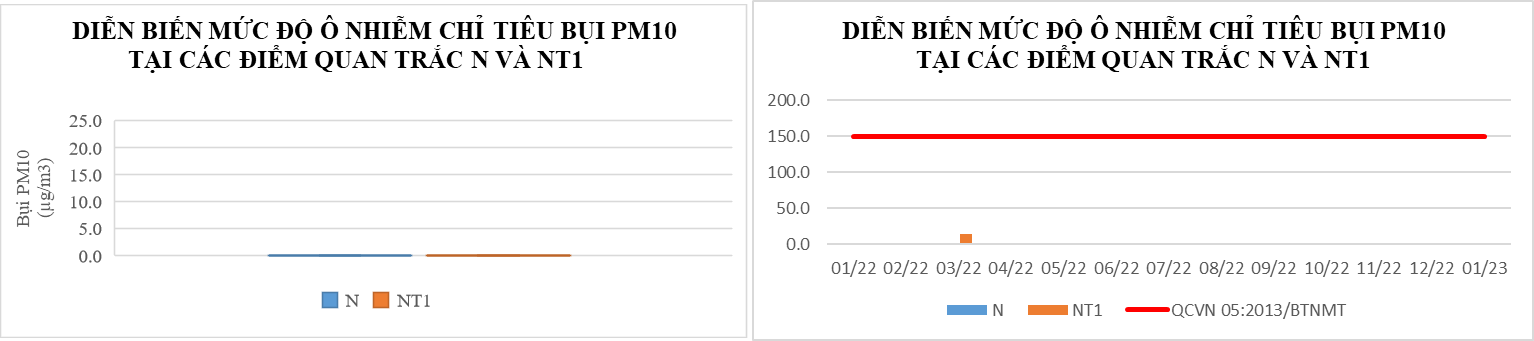 DIỄN BIẾN MỨC ĐỘ Ô NHIỄM CHỈ TIÊU BỤI PM10
TẠI CÁC ĐIỂM QUAN TRẮC N VÀ NT1
25.0
20.0
15.0
10.0
5.0
0.0
Bụi PM10
(µg/m3)
N NT1
DIỄN BIẾN MỨC ĐỘ Ô NHIỄM CHỈ TIÊU BỤI PM10
TẠI CÁC ĐIỂM QUAN TRẮC N VÀ NT1
200.0
150.0
100.0
50.0
0.0
01/22 02/22 03/22 04/22 05/22 06/22 07/22 08/22 09/22 10/22 11/22 12/22 01/23
N NT1 QCVN 05:2013/BTNMT